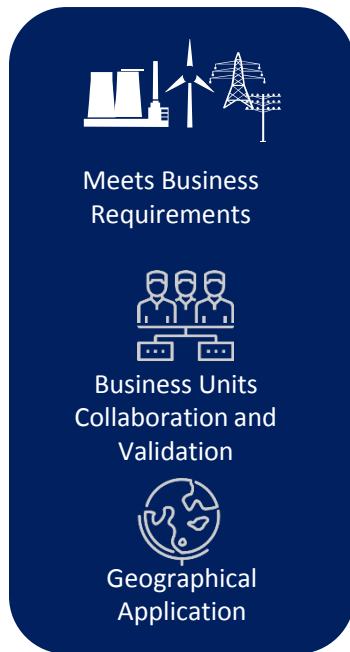 Meets Business
Requirements
Business Units
Collaboration and
Validation
Geographical
Application